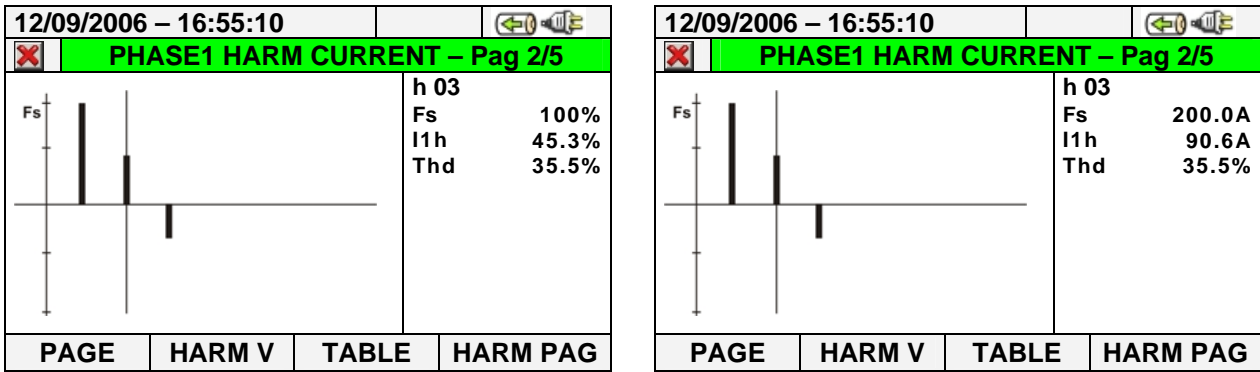 12/09/2006 – 16:55:10
PHASE1 HARM CURRENT – Pag 2/5
h 03
Fs
Fs 100%
I1h 45.3%
Thd 35.5%
PAGE HARM V TABLE HARM PAG
12/09/2006 – 16:55:10
PHASE1 HARM CURRENT – Pag 2/5
h 03
Fs
Fs 200.0A
I1h 90.6A
Thd 35.5%
PAGE HARM V TABLE HARM PAG